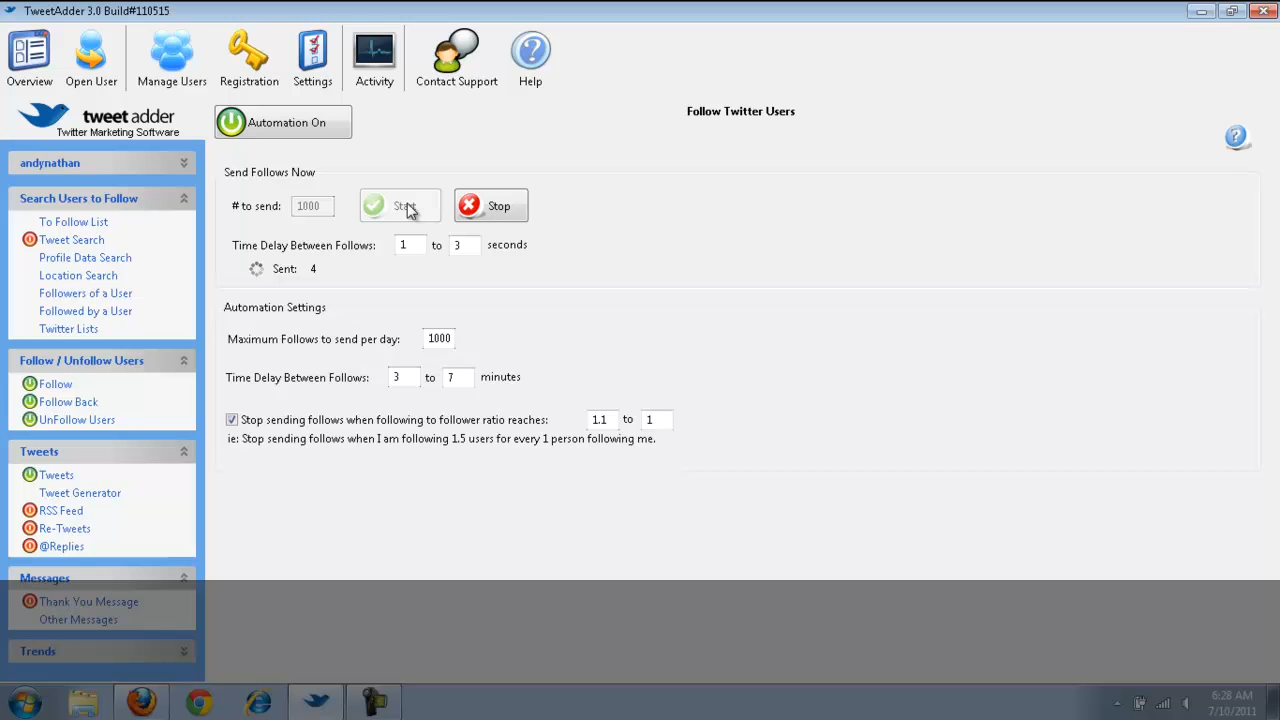 TweetAdder 3.0 Build#110515
Overview
Open User
Manage Users
Registration
Settings
Activity
Contact Support
Help
tweet adder
Twitter Marketing Software
Automation On
Follow Twitter Users
andynathan
Search Users to Follow
To Follow List
Tweet Search
Profile Data Search
Location Search
Followers of a User
Followed by a User
Twitter Lists
Follow / Unfollow Users
Follow
Follow Back
UnFollow Users
Tweets
Tweets
Tweet Generator
RSS Feed
Re-Tweets
@Replies
Messages
Thank You Message
Other Messages
Trends
Send Follows Now
# to send: 1000 Start Stop
Time Delay Between Follows: 1 to 3 seconds
Sent: 4
Automation Settings
Maximum Follows to send per day: 1000
Time Delay Between Follows: 3 to 7 minutes
Stop sending follows when following to follower ratio reaches: 1.1 to 1
ie: Stop sending follows when I am following 1.5 users for every 1 person following me.
6:28 AM
7/10/2011